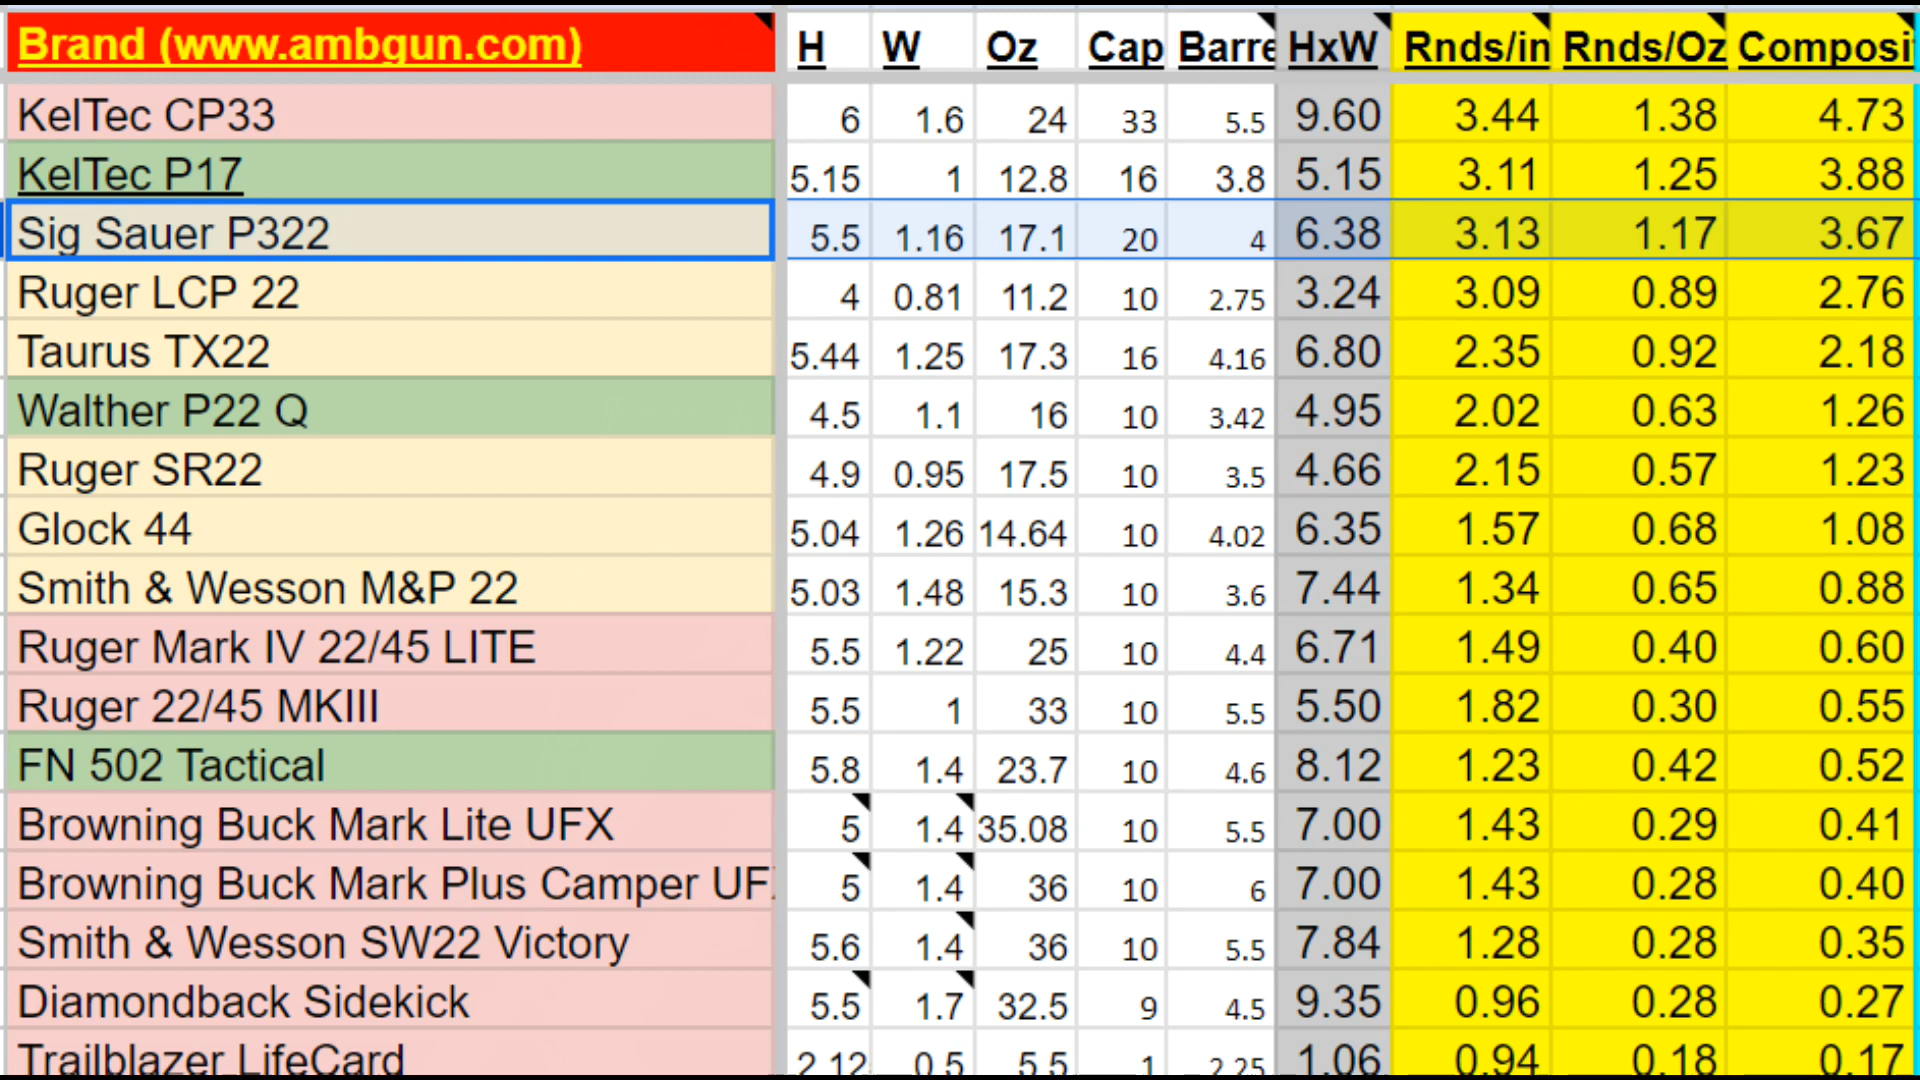 Brand (www.ambgun.com) H W Oz Cap Barre HxW Rnds/in Rnds/Oz Composi
KelTec CP33 6 1.6 24 33 5.5 9.60 3.44 1.38 4.73
KelTec P17 5.15 1 12.8 16 3.8 5.15 3.11 1.25 3.88
Sig Sauer P322 5.5 1.16 17.1 20 4 6.38 3.13 1.17 3.67
Ruger LCP 22 4 0.81 11.2 10 2.75 3.24 3.09 0.89 2.76
Taurus TX22 5.44 1.25 17.3 16 4.16 6.80 2.35 0.92 2.18
Walther P22 Q 4.5 1.1 16 10 3.42 4.95 2.02 0.63 1.26
Ruger SR22 4.9 0.95 17.5 10 3.5 4.66 2.15 0.57 1.23
Glock 44 5.04 1.26 14.64 10 4.02 6.35 1.57 0.68 1.08
Smith & Wesson M&P 22 5.03 1.48 15.3 10 3.6 7.44 1.34 0.65 0.88
Ruger Mark IV 22/45 LITE 5.5 1.22 25 10 4.4 6.71 1.49 0.40 0.60
Ruger 22/45 MKIII 5.5 1 33 10 5.5 5.50 1.82 0.30 0.55
FN 502 Tactical 5.8 1.4 23.7 10 4.6 8.12 1.23 0.42 0.52
Browning Buck Mark Lite UFX 5 1.4 35.08 10 5.5 7.00 1.43 0.29 0.41
Browning Buck Mark Plus Camper UF 5 1.4 36 10 6 7.00 1.43 0.28 0.40
Smith & Wesson SW22 Victory 5.6 1.4 36 10 5.5 7.84 1.28 0.28 0.35
Diamondback Sidekick 5.5 1.7 32.5 9 4.5 9.35 0.96 0.28 0.27
Trailblazer LifeCard 2.12 0.5 5.5 1 2.25 1.06 0.94 0.18 0.17